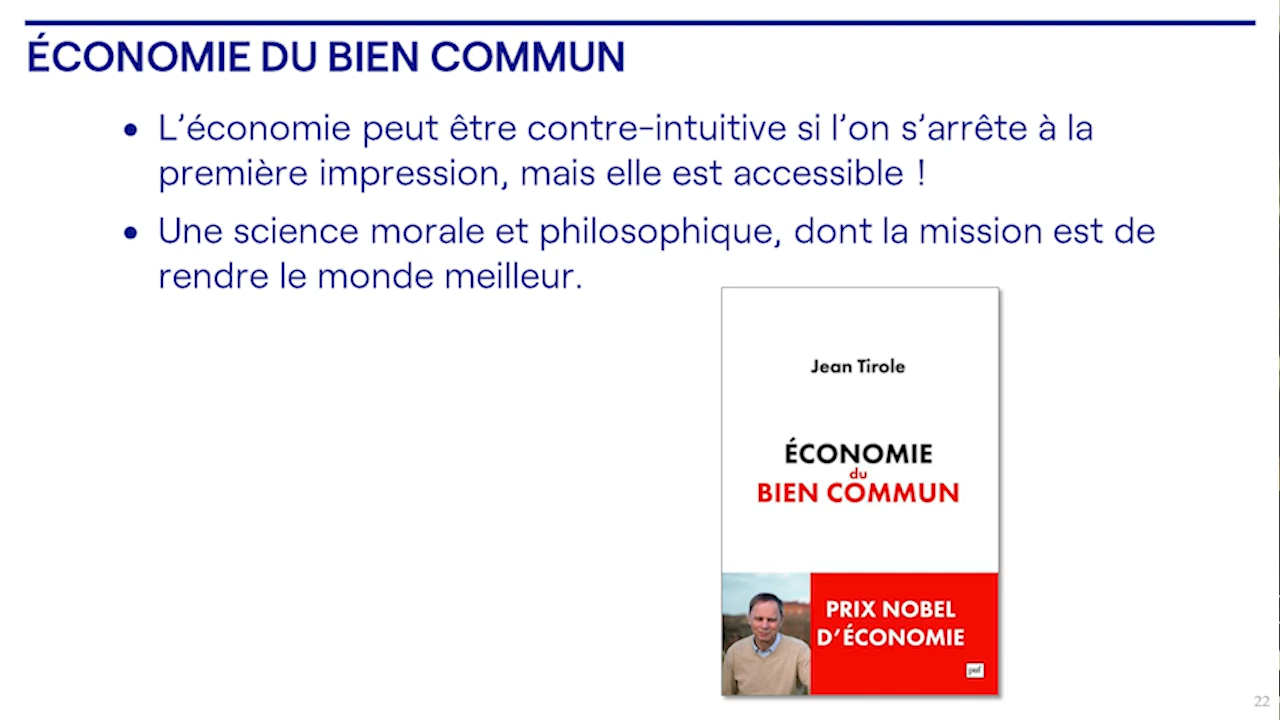 ÉCONOMIE DU BIEN COMMUN
• L’économie peut être contre-intuitive si l’on s’arrête à la
première impression, mais elle est accessible !
• Une science morale et philosophique, dont la mission est de
rendre le monde meilleur.
Jean Tirole
ÉCONOMIE
du
BIEN COMMUN
PRIX NOBEL
D’ÉCONOMIE
puf
22